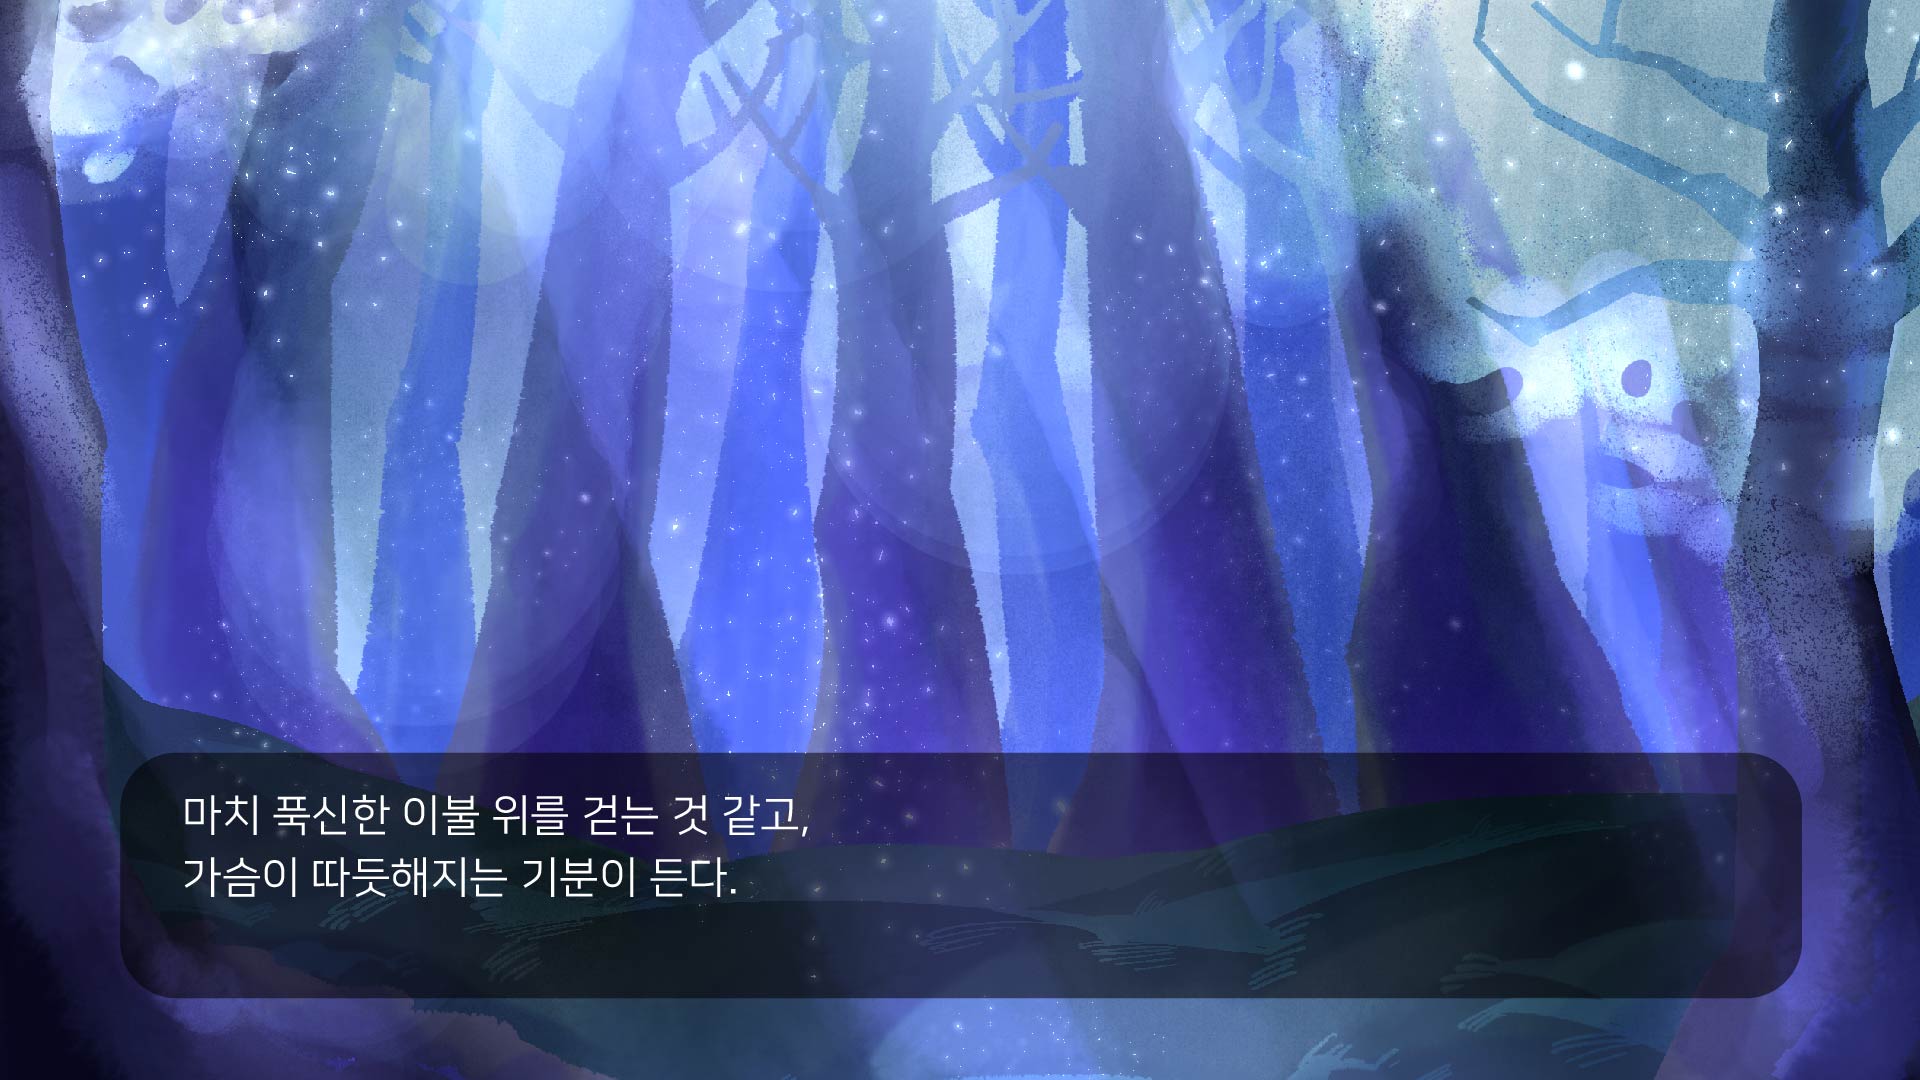 마치 푹신한 이불 위를 걷는 것 같고,
가슴이 따듯해지는 기분이 든다.